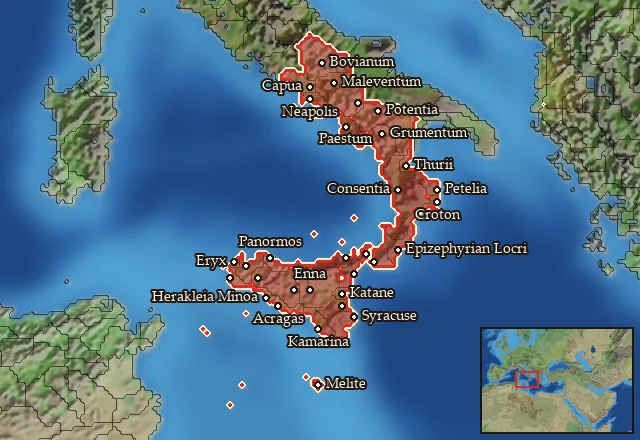 Bovianum
Maleventum
Capua
Neapolis
Potentia
Paestum
Grumentum
Thurii
Consentia
Petelia
Croton
Panormos
Epizephyrian Locri
Eryx
Enna
Herakleia Minoa
Katane
Acragas
Syracuse
Kamarina
Melite